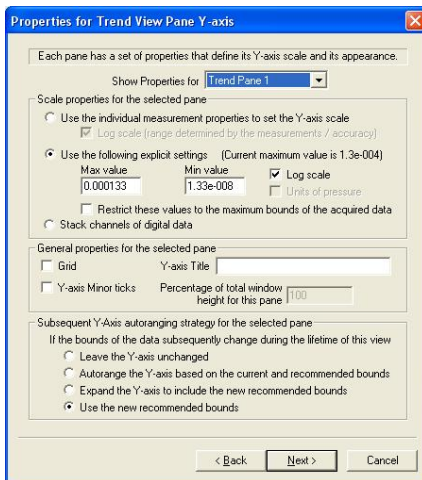 Properties for Trend View Pane Y-axis
Each pane has a set of properties that define its Y-axis scale and its appearance.
Show Properties for Trend Pane 1
Scale properties for the selected pane
Use the individual measurement properties to set the Y-axis scale
Log scale (range determined by the measurements / accuracy)
Use the following explicit settings (Current maximum value is 1.3e-004)
Max value Min value
0.000133 1.33e-008 Log scale
Units of pressure
Restrict these values to the maximum bounds of the acquired data
Stack channels of digital data
General properties for the selected pane
Grid Y-axis Title
Y-axis Minor ticks Percentage of total window height for this pane 100
Subsequent Y-Axis autoranging strategy for the selected pane
If the bounds of the data subsequently change during the lifetime of this view
Leave the Y-axis unchanged
Autorange the Y-axis based on the current and recommended bounds
Expand the Y-axis to include the new recommended bounds
Use the new recommended bounds
< Back Next > Cancel